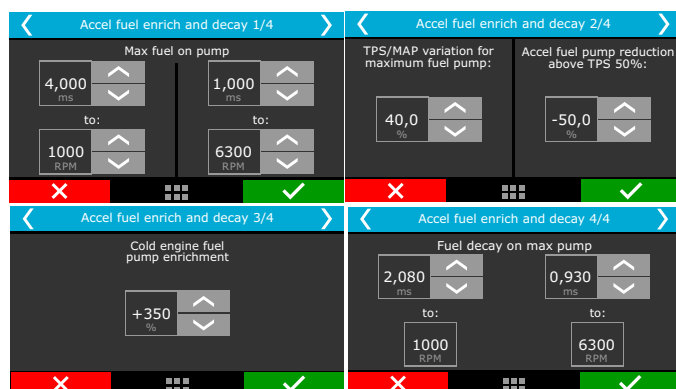 Accel fuel enrich and decay 1/4
Max fuel on pump
4,000
ms
1,000
ms
to:
to:
1000
RPM
6300
RPM
Accel fuel enrich and decay 2/4
TPS/MAP variation for
maximum fuel pump:
Accel fuel pump reduction
above TPS 50%:
40,0
%
-50,0
%
Accel fuel enrich and decay 3/4
Cold engine fuel
pump enrichment
+350
%
Accel fuel enrich and decay 4/4
Fuel decay on max pump
2,080
ms
0,930
ms
to:
to:
1000
RPM
6300
RPM